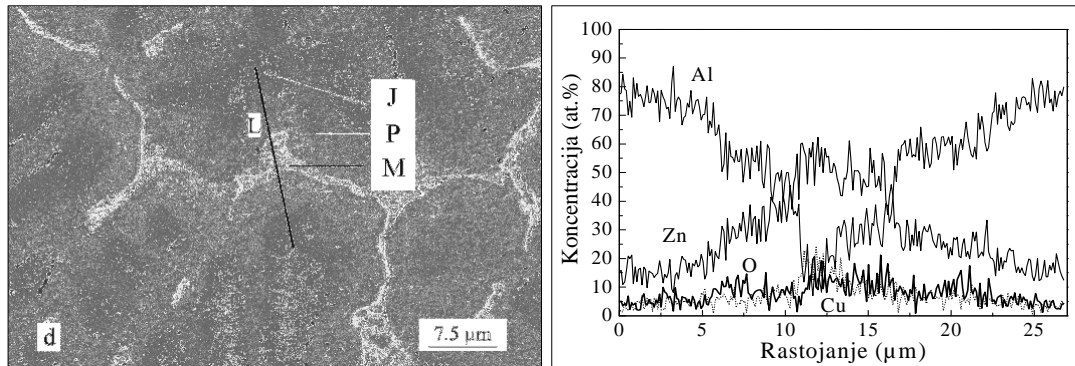 J
L
P
M
d
7.5 µm
100
90
80
70
60
50
40
30
20
10
0
Koncentracija (at.%)
Al
Zn
O
Cu
0 5 10 15 20 25
Rastojanje (µm)